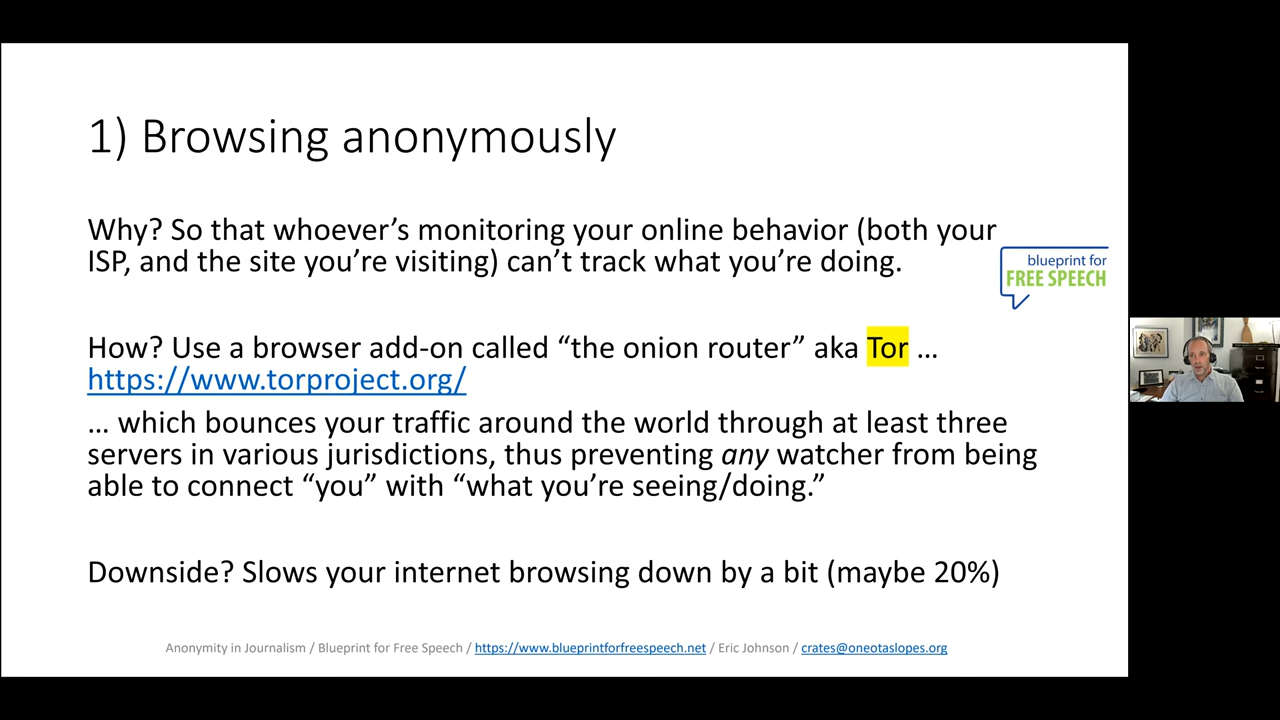 1) Browsing anonymously
Why? So that whoever’s monitoring your online behavior (both your
ISP, and the site you’re visiting) can’t track what you’re doing.
blueprint for
FREE SPEECH
How? Use a browser add-on called “the onion router” aka Tor …
https://www.torproject.org/
… which bounces your traffic around the world through at least three
servers in various jurisdictions, thus preventing any watcher from being
able to connect “you” with “what you’re seeing/doing.”
Downside? Slows your internet browsing down by a bit (maybe 20%)
Anonymity in Journalism / Blueprint for Free Speech / https://www.blueprintforfreespeech.net / Eric Johnson / crates@oneotaslopes.org